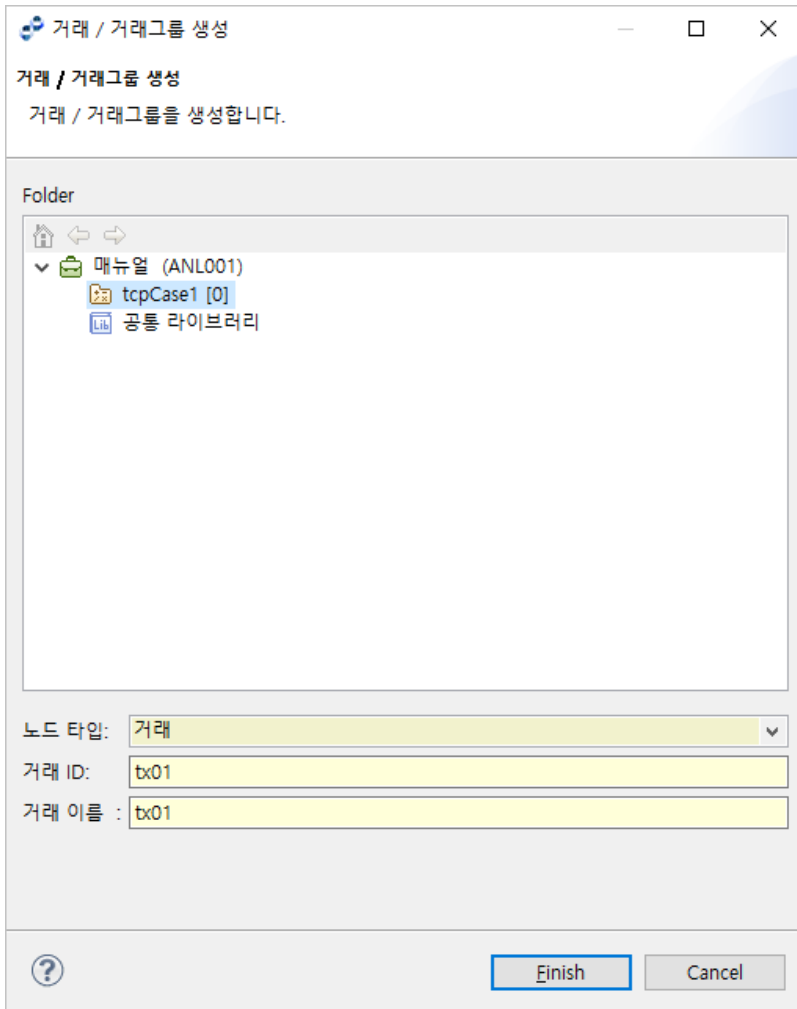 거래 / 거래그룹 생성
거래 / 거래그룹 생성
거래 / 거래그룹을 생성합니다.
Folder
매뉴얼 (ANL001)
tcpCase1 [0]
Lib 공통 라이브러리
노드 타입: 거래
거래 ID: tx01
거래 이름 : tx01
Finish Cancel